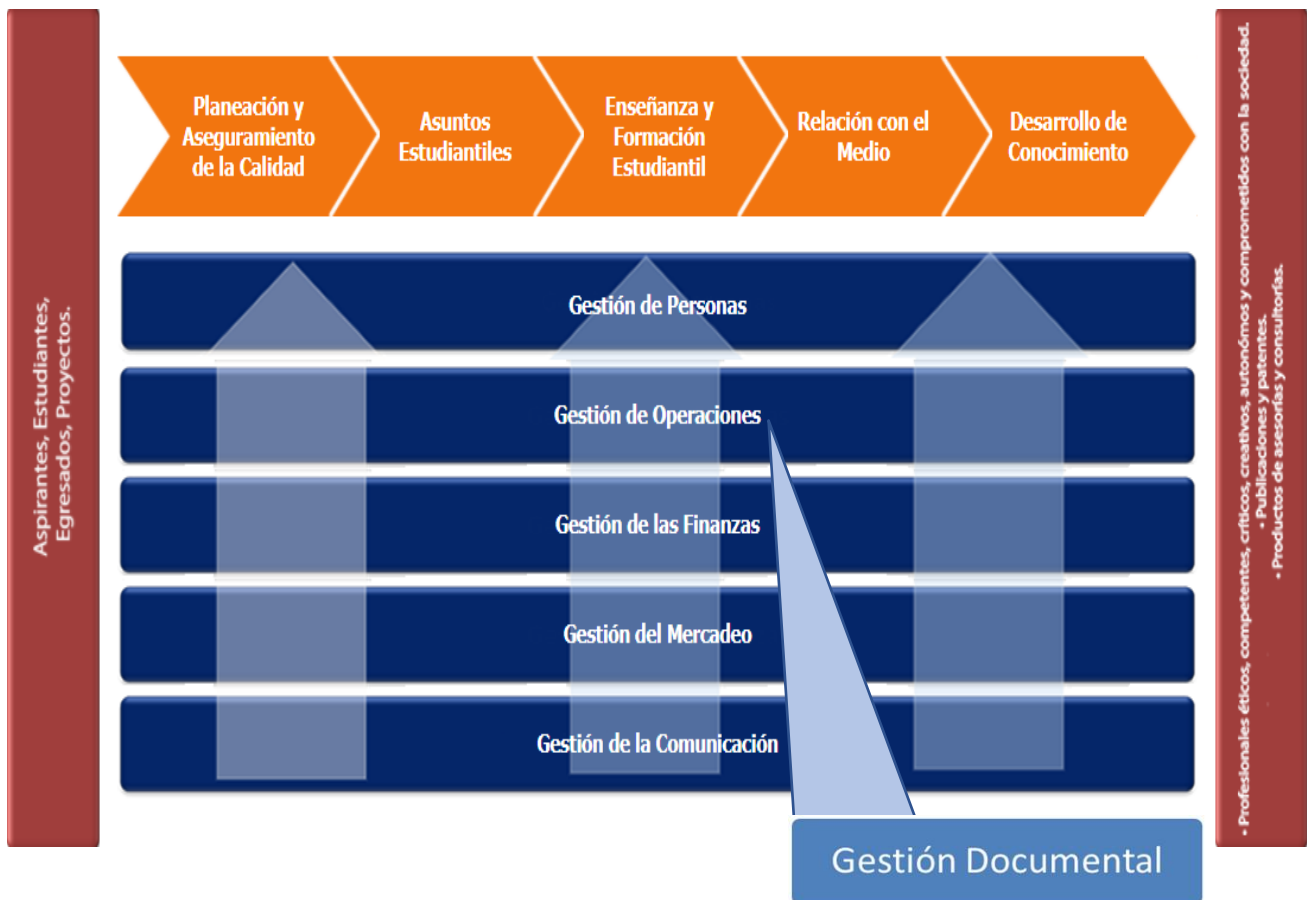 Aspirantes, Estudiantes,
Egresados, Proyectos.
Planeación y
Aseguramiento
de la Calidad
Asuntos
Estudiantiles
Enseñanza y
Formación
Estudiantil
Relación con el
Medio
Desarrollo de
Conocimiento
Gestión de Personas
Gestión de Operaciones
Gestión de las Finanzas
Gestión del Mercadeo
Gestión de la Comunicación
Gestión Documental
• Profesionales éticos, competentes, críticos, creativos, autonómos y comprometidos con la sociedad.
• Publicaciones y patentes.
• Productos de asesorías y consultorías.